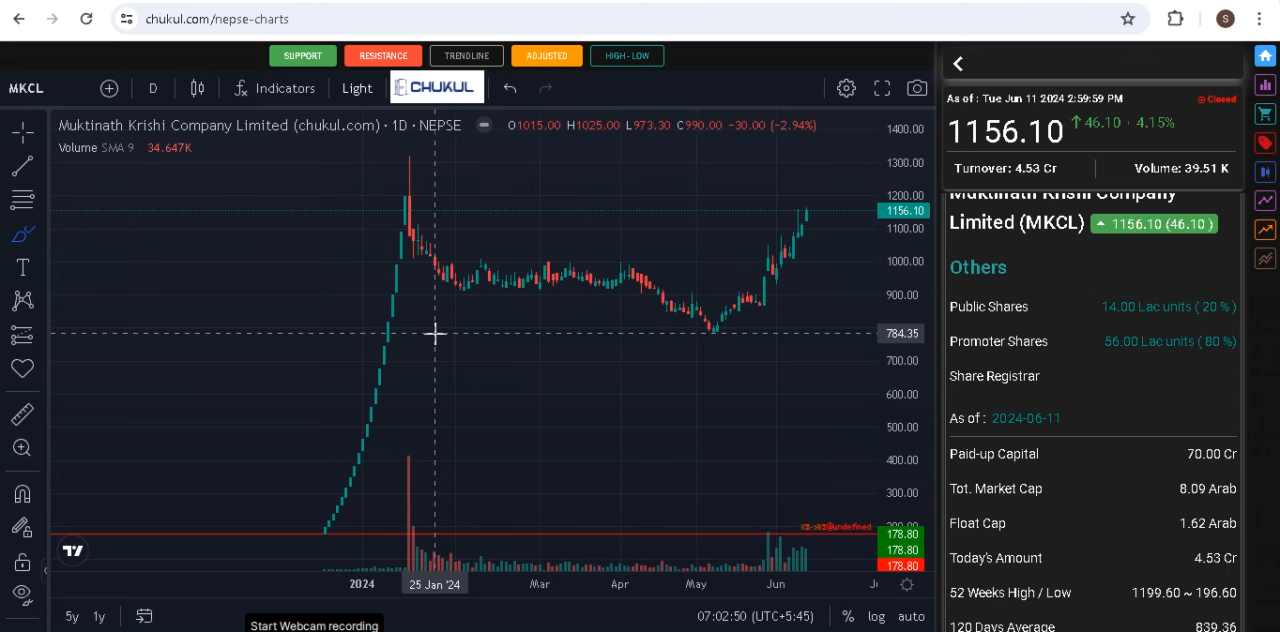 chukul.com/nepse-charts
S
SUPPORT RESISTANCE TRENDLINE ADJUSTED HIGH - LOW
MKCL D Indicators Light CHUKUL
Muktinath Krishi Company Limited (chukul.com) · 1D · NEPSE O1015.00 H1025.00 L973.30 C990.00 -30.00 (-2.94%)
Volume SMA 9 34.647K
1400.00
1300.00
1200.00
1156.10
1100.00
1000.00
900.00
784.35
700.00
600.00
500.00
400.00
300.00
200.00
178.80
178.80
178.80
2024 25 Jan '24 Mar Apr May Jun
5y 1y 07:02:50 (UTC+5:45) % log auto
Start Webcam recording
As of : Tue Jun 11 2024 2:59:59 PM Closed
1156.10 46.10 4.15%
Turnover: 4.53 Cr Volume: 39.51 K
Muktinath Krishi Company
Limited (MKCL) 1156.10 (46.10 )
Others
Public Shares 14.00 Lac units ( 20 % )
Promoter Shares 56.00 Lac units ( 80 %)
Share Registrar
As of : 2024-06-11
Paid-up Capital 70.00 Cr
Tot. Market Cap 8.09 Arab
Float Cap 1.62 Arab
Today's Amount 4.53 Cr
52 Weeks High / Low 1199.60 ~ 196.60
120 Days Average 839.36